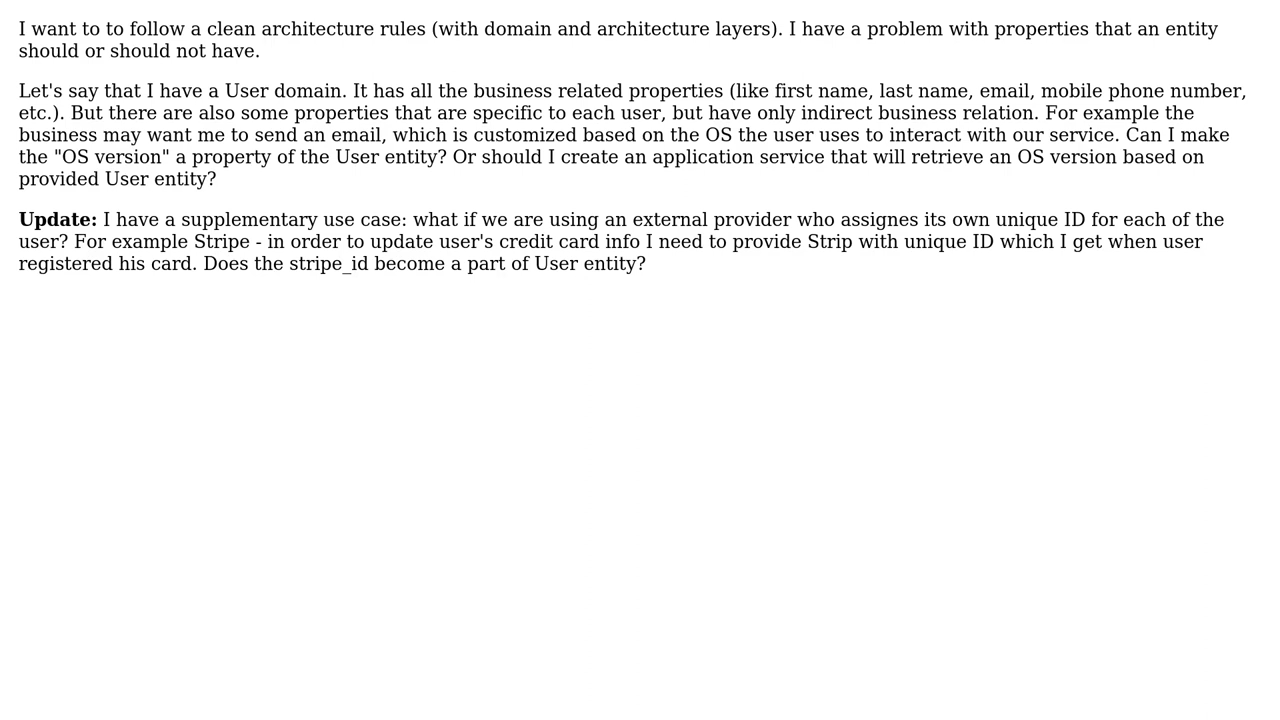 I want to to follow a clean architecture rules (with domain and architecture layers). I have a problem with properties that an entity
should or should not have.
Let's say that I have a User domain. It has all the business related properties (like first name, last name, email, mobile phone number,
etc.). But there are also some properties that are specific to each user, but have only indirect business relation. For example the
business may want me to send an email, which is customized based on the OS the user uses to interact with our service. Can I make
the "OS version" a property of the User entity? Or should I create an application service that will retrieve an OS version based on
provided User entity?
Update: I have a supplementary use case: what if we are using an external provider who assignes its own unique ID for each of the
user? For example Stripe - in order to update user's credit card info I need to provide Strip with unique ID which I get when user
registered his card. Does the stripe_id become a part of User entity?